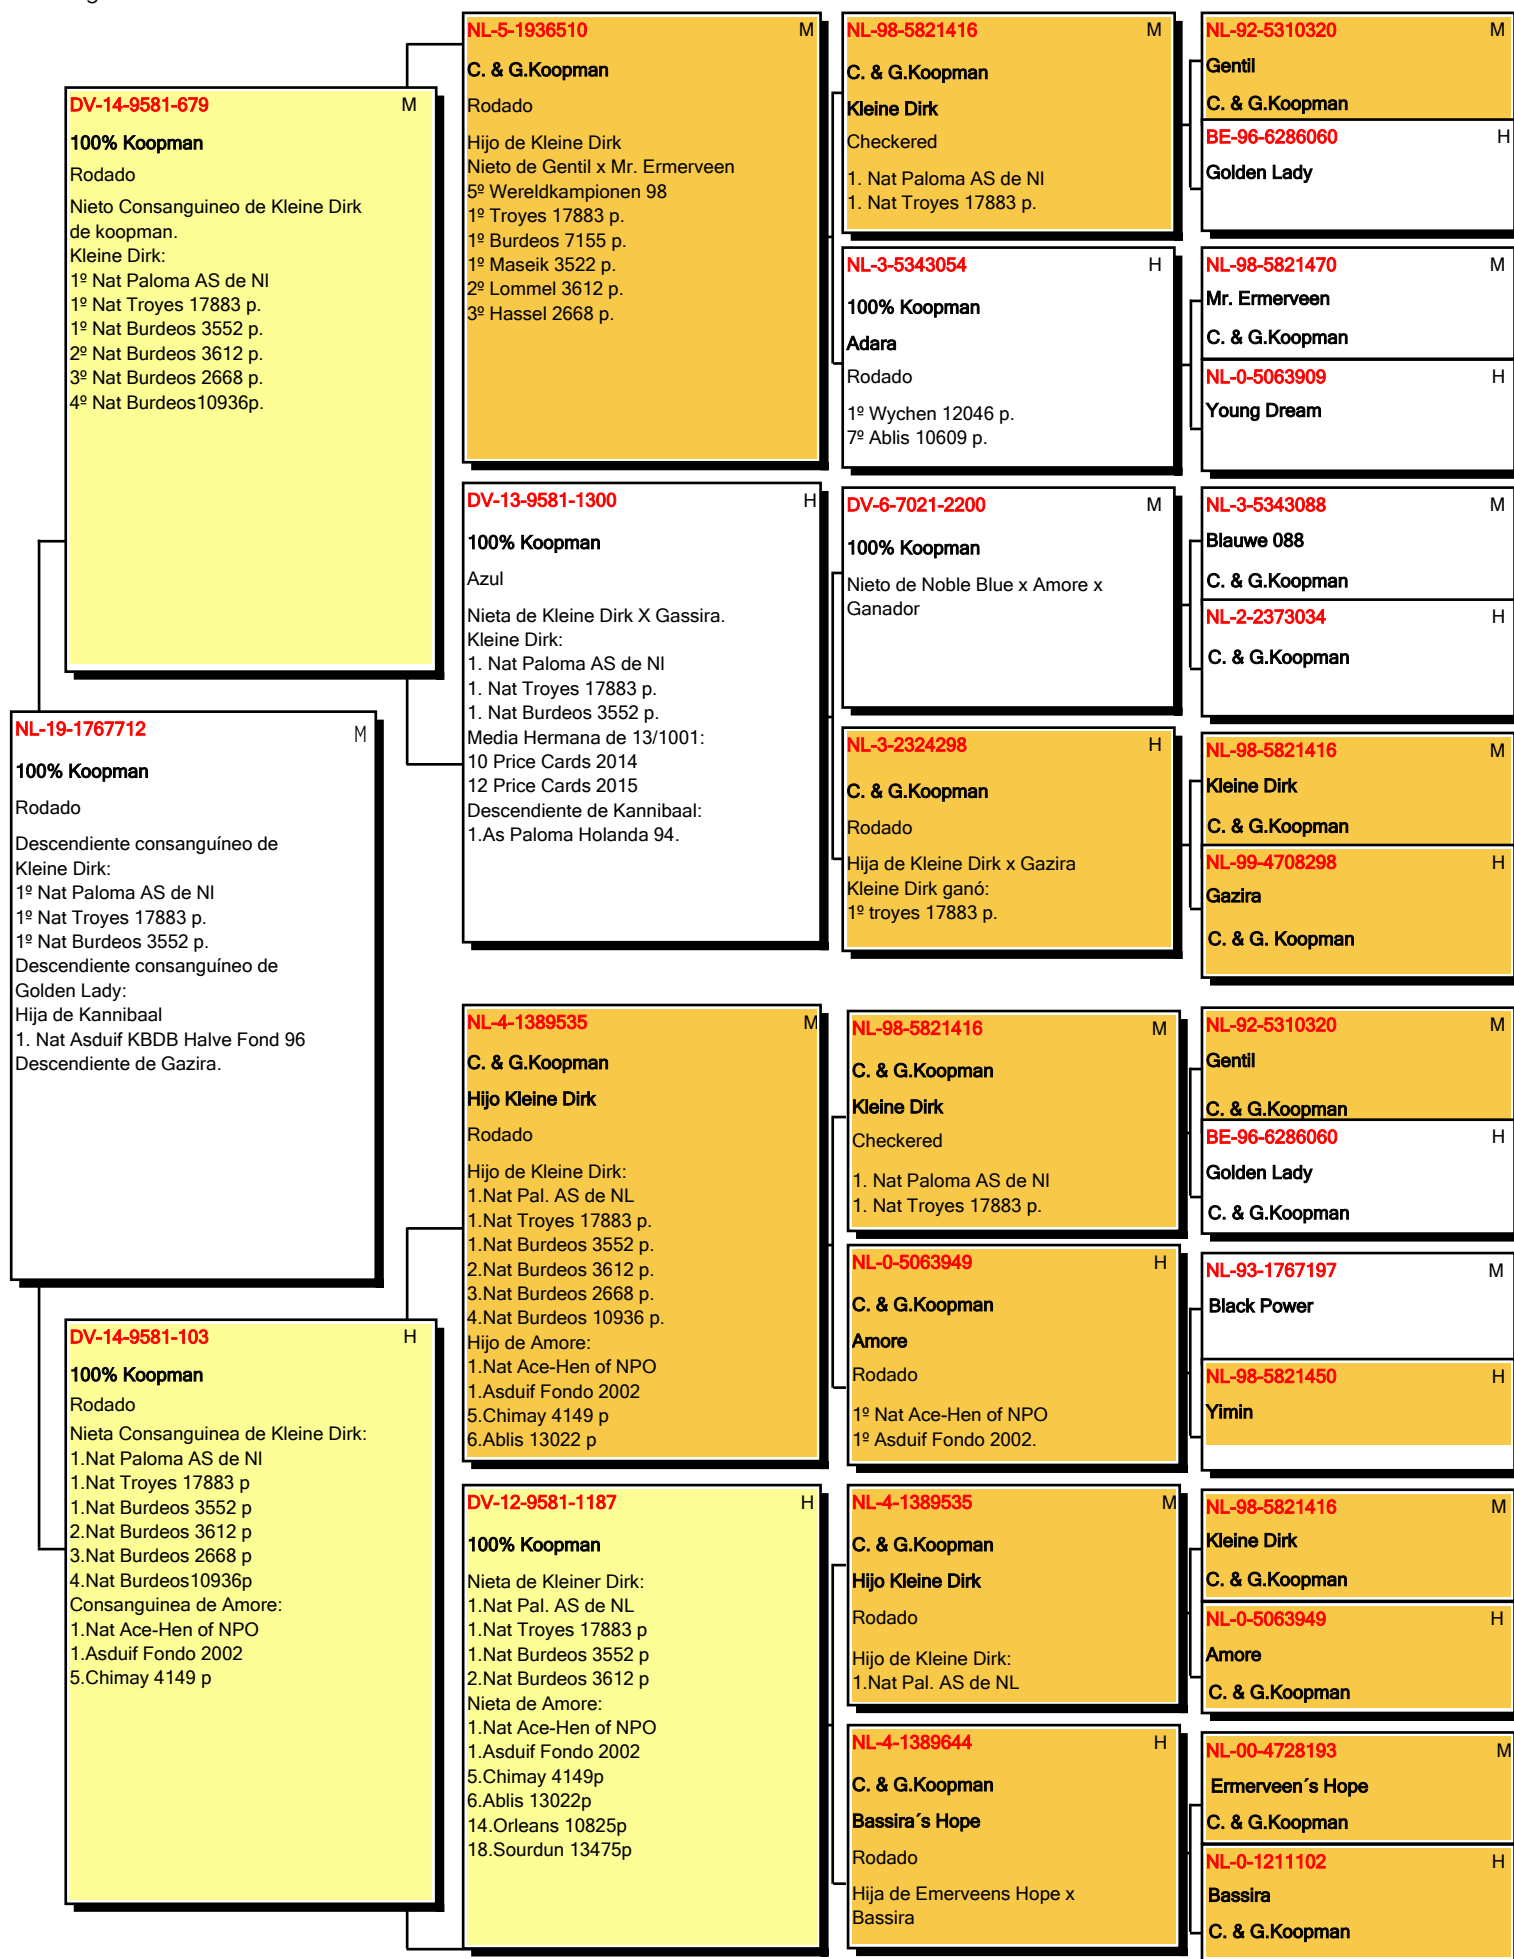 NL-19-1767712 M
100% Koopman
Rodado
Descendiente consanguíneo de
Kleine Dirk:
1º Nat Paloma AS de NI
1º Nat Troyes 17883 p.
1º Nat Burdeos 3552 p.
Descendiente consanguíneo de
Golden Lady:
Hija de Kannibaal
1. Nat Asduif KBDB Halve Fond 96
Descendiente de Gazira.
DV-14-9581-679 M
100% Koopman
Rodado
Nieto Consanguineo de Kleine Dirk
de koopman.
Kleine Dirk:
1º Nat Paloma AS de NI
1º Nat Troyes 17883 p.
1º Nat Burdeos 3552 p.
2º Nat Burdeos 3612 p.
3º Nat Burdeos 2668 p.
4º Nat Burdeos10936p.
DV-14-9581-103 H
100% Koopman
Rodado
Nieta Consanguinea de Kleine Dirk:
1.Nat Paloma AS de NI
1.Nat Troyes 17883 p
1.Nat Burdeos 3552 p
2.Nat Burdeos 3612 p
3.Nat Burdeos 2668 p
4.Nat Burdeos10936p
Consanguinea de Amore:
1.Nat Ace-Hen of NPO
1.Asduif Fondo 2002
5.Chimay 4149 p
NL-5-1936510 M
C. & G.Koopman
Rodado
Hijo de Kleine Dirk
Nieto de Gentil x Mr. Ermerveen
5º Wereldkampionen 98
1º Troyes 17883 p.
1º Burdeos 7155 p.
1º Maseik 3522 p.
2º Lommel 3612 p.
3º Hassel 2668 p.
DV-13-9581-1300 H
100% Koopman
Azul
Nieta de Kleine Dirk X Gassira.
Kleine Dirk:
1. Nat Paloma AS de NI
1. Nat Troyes 17883 p.
1. Nat Burdeos 3552 p.
Media Hermana de 13/1001:
10 Price Cards 2014
12 Price Cards 2015
Descendiente de Kannibaal:
1.As Paloma Holanda 94.
NL-4-1389535 M
C. & G.Koopman
Hijo Kleine Dirk
Rodado
Hijo de Kleine Dirk:
1.Nat Pal. AS de NL
1.Nat Troyes 17883 p.
1.Nat Burdeos 3552 p.
2.Nat Burdeos 3612 p.
3.Nat Burdeos 2668 p.
4.Nat Burdeos 10936 p.
Hijo de Amore:
1.Nat Ace-Hen of NPO
1.Asduif Fondo 2002
5.Chimay 4149 p
6.Ablis 13022 p
DV-12-9581-1187 H
100% Koopman
Nieta de Kleiner Dirk:
1.Nat Pal. AS de NL
1.Nat Troyes 17883 p
1.Nat Burdeos 3552 p
2.Nat Burdeos 3612 p
Nieta de Amore:
1.Nat Ace-Hen of NPO
1.Asduif Fondo 2002
5.Chimay 4149p
6.Ablis 13022p
14.Orleans 10825p
18.Sourdun 13475p
NL-98-5821416 M
C. & G.Koopman
Kleine Dirk
Checkered
1. Nat Paloma AS de NI
1. Nat Troyes 17883 p.
NL-3-5343054 H
100% Koopman
Adara
Rodado
1º Wychen 12046 p.
7º Ablis 10609 p.
DV-6-7021-2200 M
100% Koopman
Nieto de Noble Blue x Amore x
Ganador
NL-3-2324298 H
C. & G.Koopman
Rodado
Hija de Kleine Dirk x Gazira
Kleine Dirk ganó:
1º troyes 17883 p.
NL-98-5821416 M
C. & G.Koopman
Kleine Dirk
Checkered
1. Nat Paloma AS de NI
1. Nat Troyes 17883 p.
NL-0-5063949 H
C. & G.Koopman
Amore
Rodado
1º Nat Ace-Hen of NPO
1º Asduif Fondo 2002.
NL-4-1389535 M
C. & G.Koopman
Hijo Kleine Dirk
Rodado
Hijo de Kleine Dirk:
1.Nat Pal. AS de NL
NL-4-1389644 H
C. & G.Koopman
Bassira´s Hope
Rodado
Hija de Emerveens Hope x
Bassira
NL-92-5310320 M
Gentil
C. & G.Koopman
BE-96-6286060 H
Golden Lady
NL-98-5821470 M
Mr. Ermerveen
C. & G.Koopman
NL-0-5063909 H
Young Dream
NL-3-5343088 M
Blauwe 088
C. & G.Koopman
NL-2-2373034 H
C. & G.Koopman
NL-98-5821416 M
Kleine Dirk
C. & G.Koopman
NL-99-4708298 H
Gazira
C. & G. Koopman
NL-92-5310320 M
Gentil
C. & G.Koopman
BE-96-6286060 H
Golden Lady
C. & G.Koopman
NL-93-1767197 M
Black Power
NL-98-5821450 H
Yimin
NL-98-5821416 M
Kleine Dirk
C. & G.Koopman
NL-0-5063949 H
Amore
C. & G.Koopman
NL-00-4728193 M
Ermerveen´s Hope
C. & G.Koopman
NL-0-1211102 H
Bassira
C. & G.Koopman